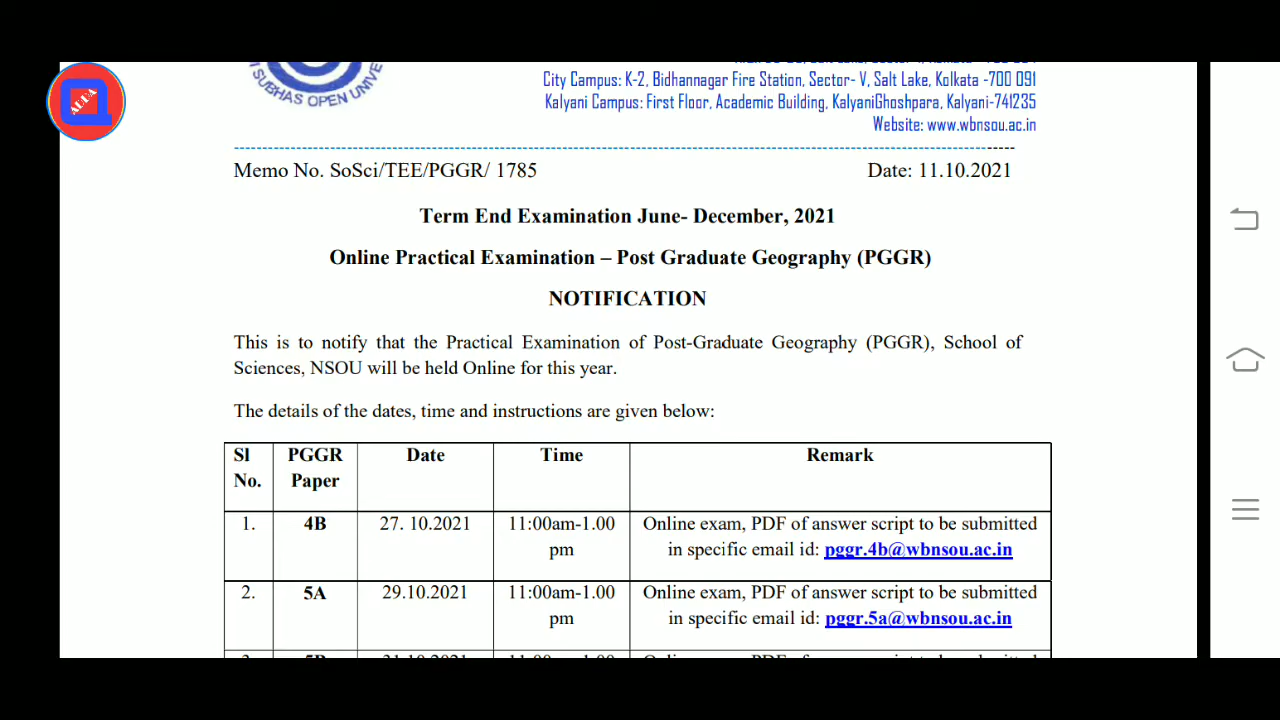 I SUBHAS OPEN UNIVE
City Campus: K-2, Bidhannagar Fire Station, Sector- V, Salt Lake, Kolkata -700 091
Kalyani Campus: First Floor, Academic Building, KalyaniGhoshpara, Kalyani-741235
Website: www.wbnsou.ac.in
Memo No. SoSci/TEE/PGGR/ 1785 Date: 11.10.2021
Term End Examination June- December, 2021
Online Practical Examination – Post Graduate Geography (PGGR)
NOTIFICATION
This is to notify that the Practical Examination of Post-Graduate Geography (PGGR), School of
Sciences, NSOU will be held Online for this year.
The details of the dates, time and instructions are given below:
Sl PGGR Date Time Remark
No. Paper
1. 4B 27. 10.2021 11:00am-1.00 Online exam, PDF of answer script to be submitted
pm in specific email id: pggr.4b@wbnsou.ac.in
2. 5A 29.10.2021 11:00am-1.00 Online exam, PDF of answer script to be submitted
pm in specific email id: pggr.5a@wbnsou.ac.in